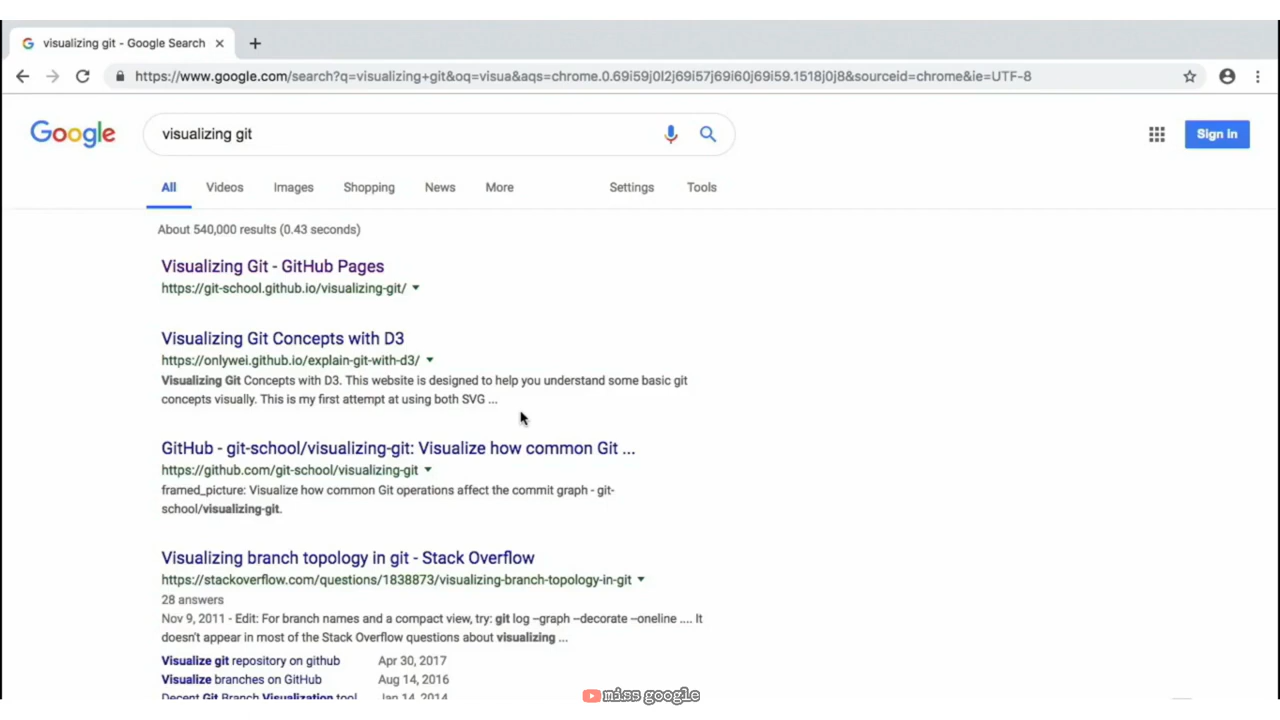 visualizing git - Google Search
https://www.google.com/search?q=visualizing+git&oq=visua&aqs=chrome.0.69i59j0l2j69i57j69i60j69i59.1518j0j8&sourceid=chrome&ie=UTF-8
Google
visualizing git
Sign in
All Videos Images Shopping News More Settings Tools
About 540,000 results (0.43 seconds)
Visualizing Git - GitHub Pages
https://git-school.github.io/visualizing-git/
Visualizing Git Concepts with D3
https://onlywei.github.io/explain-git-with-d3/
Visualizing Git Concepts with D3. This website is designed to help you understand some basic git
concepts visually. This is my first attempt at using both SVG ...
GitHub - git-school/visualizing-git: Visualize how common Git ...
https://github.com/git-school/visualizing-git
framed_picture: Visualize how common Git operations affect the commit graph - git-
school/visualizing-git.
Visualizing branch topology in git - Stack Overflow
https://stackoverflow.com/questions/1838873/visualizing-branch-topology-in-git
28 answers
Nov 9, 2011 - Edit: For branch names and a compact view, try: git log –graph –decorate –oneline .... It
doesn't appear in most of the Stack Overflow questions about visualizing ...
Visualize git repository on github Apr 30, 2017
Visualize branches on GitHub Aug 14, 2016
Decent Git Branch Visualization tool Jan 14, 2014
miss google